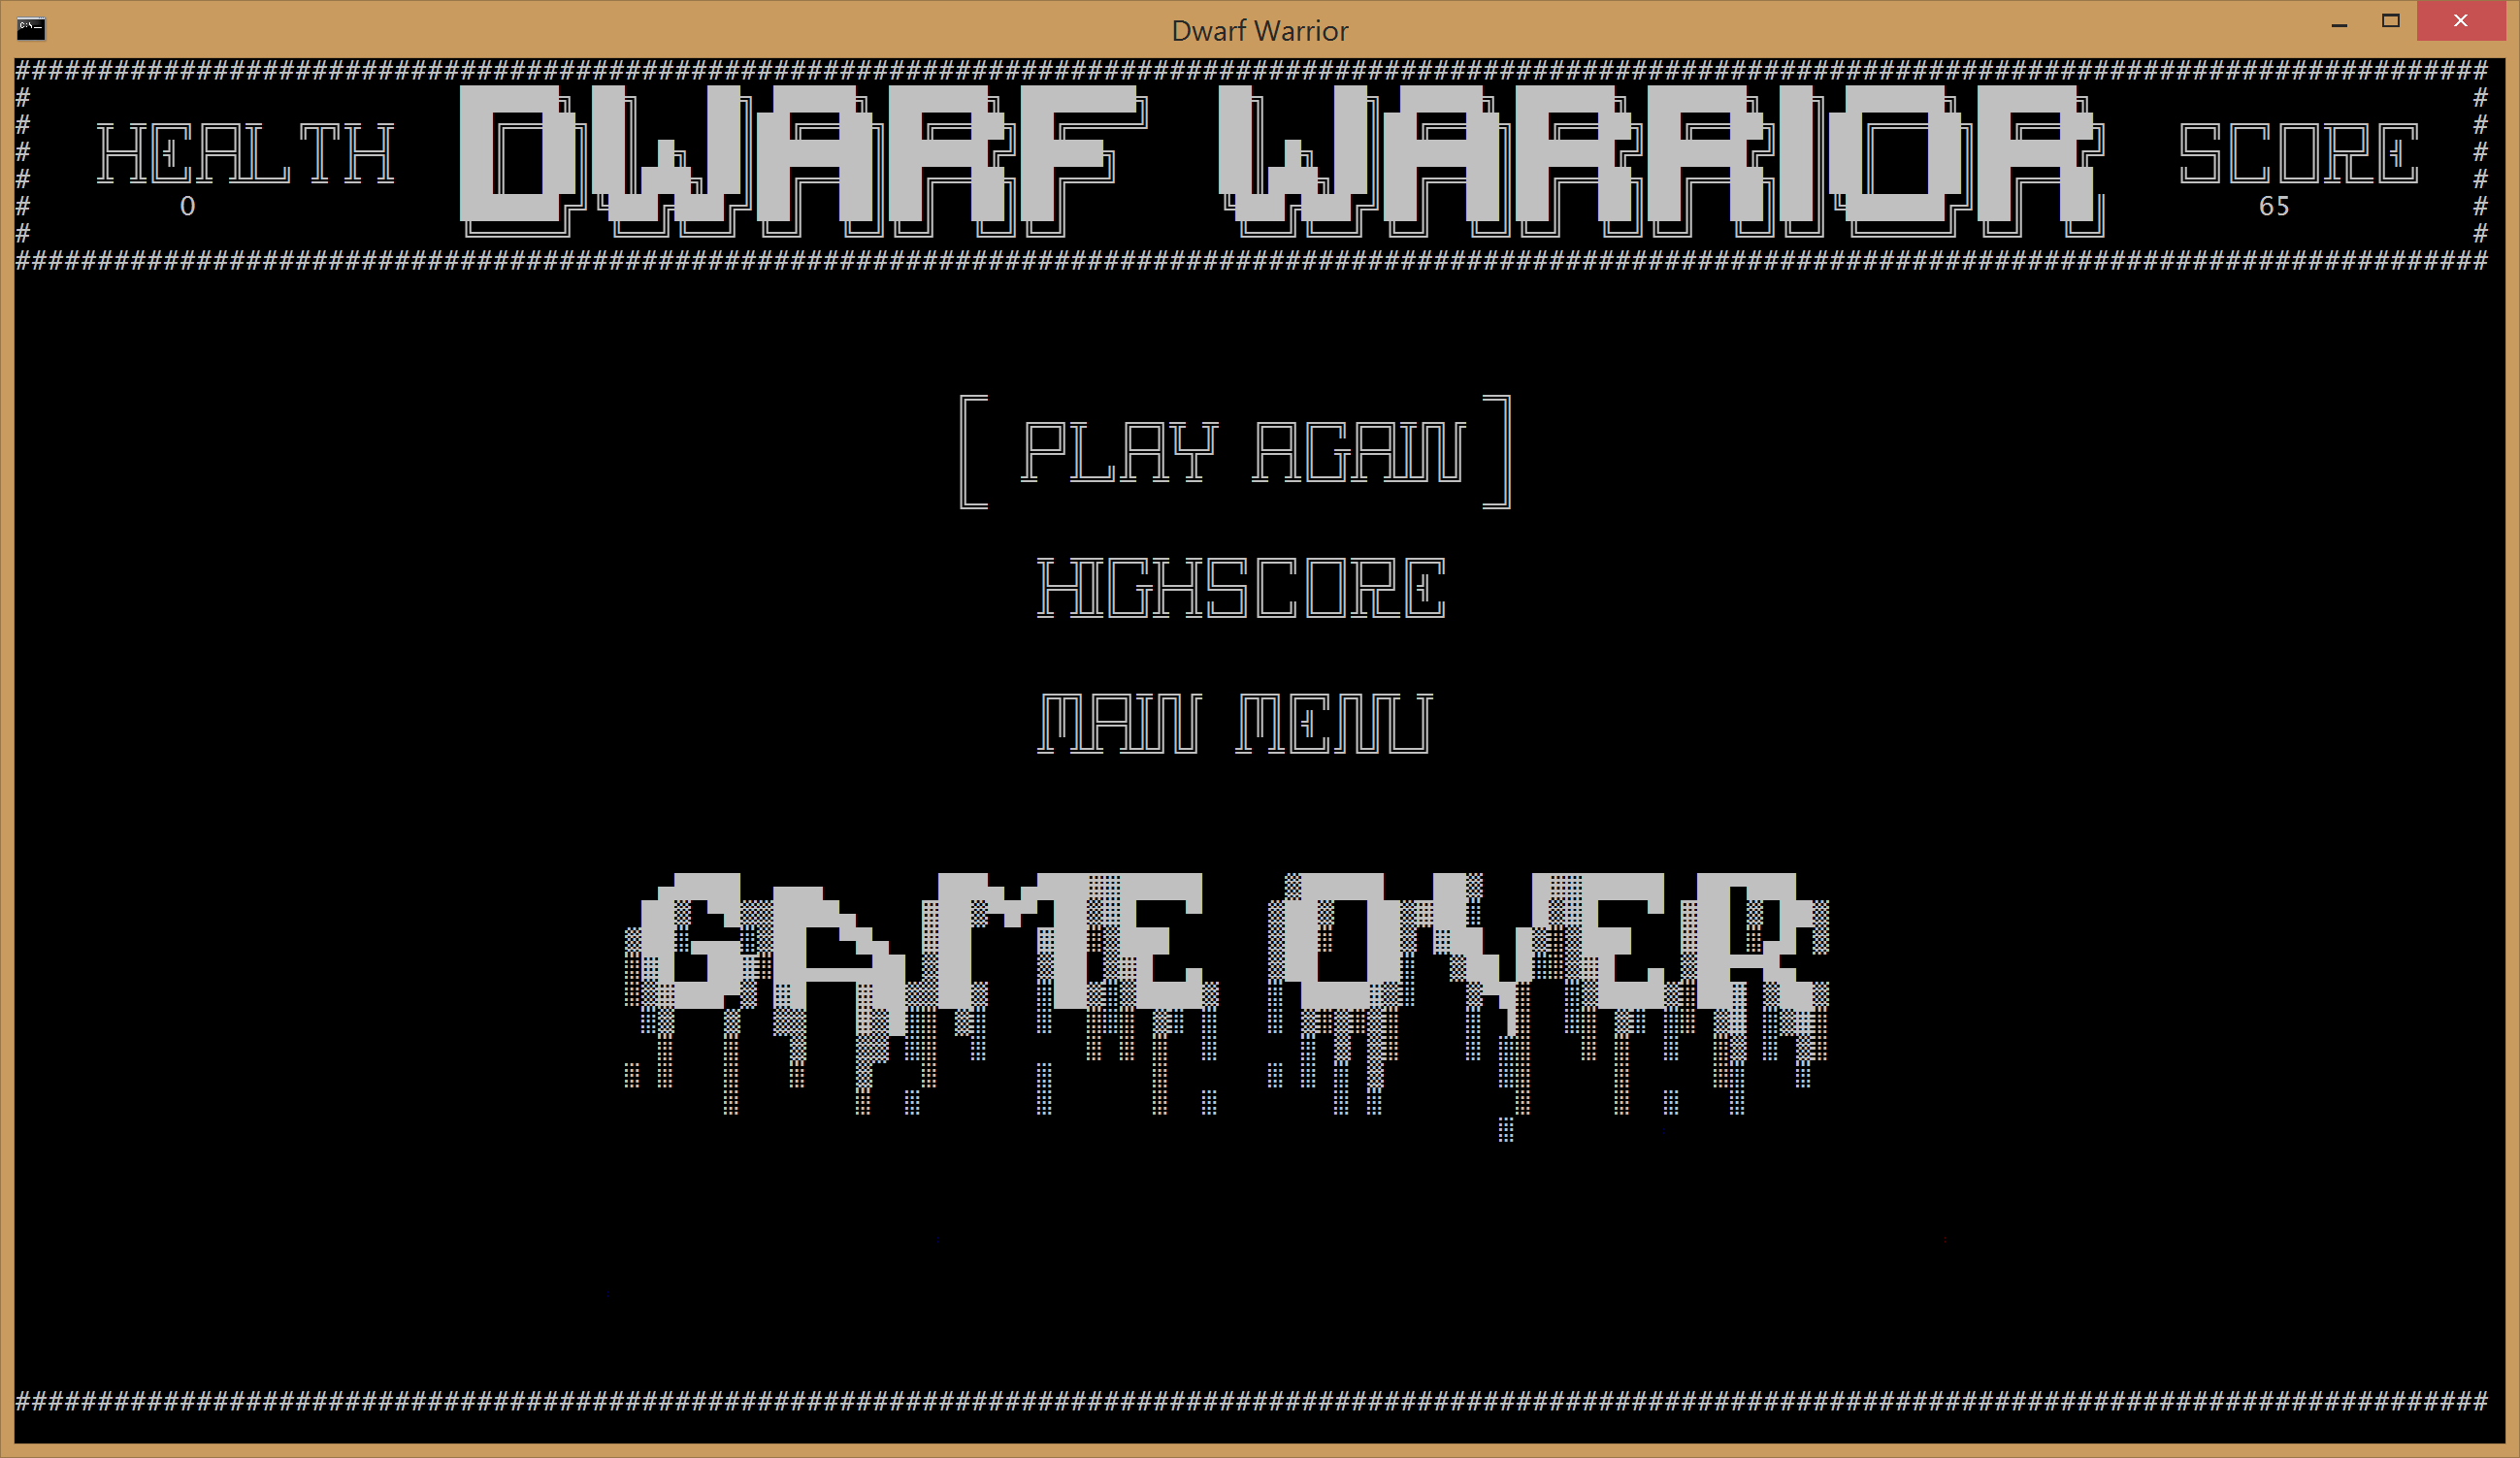 Dwarf Warrior
HEALTH DWARF WARRIOR SCORE
0 65
PLAY AGAIN
HIGHSCORE
MAIN MENU
GAME OVER